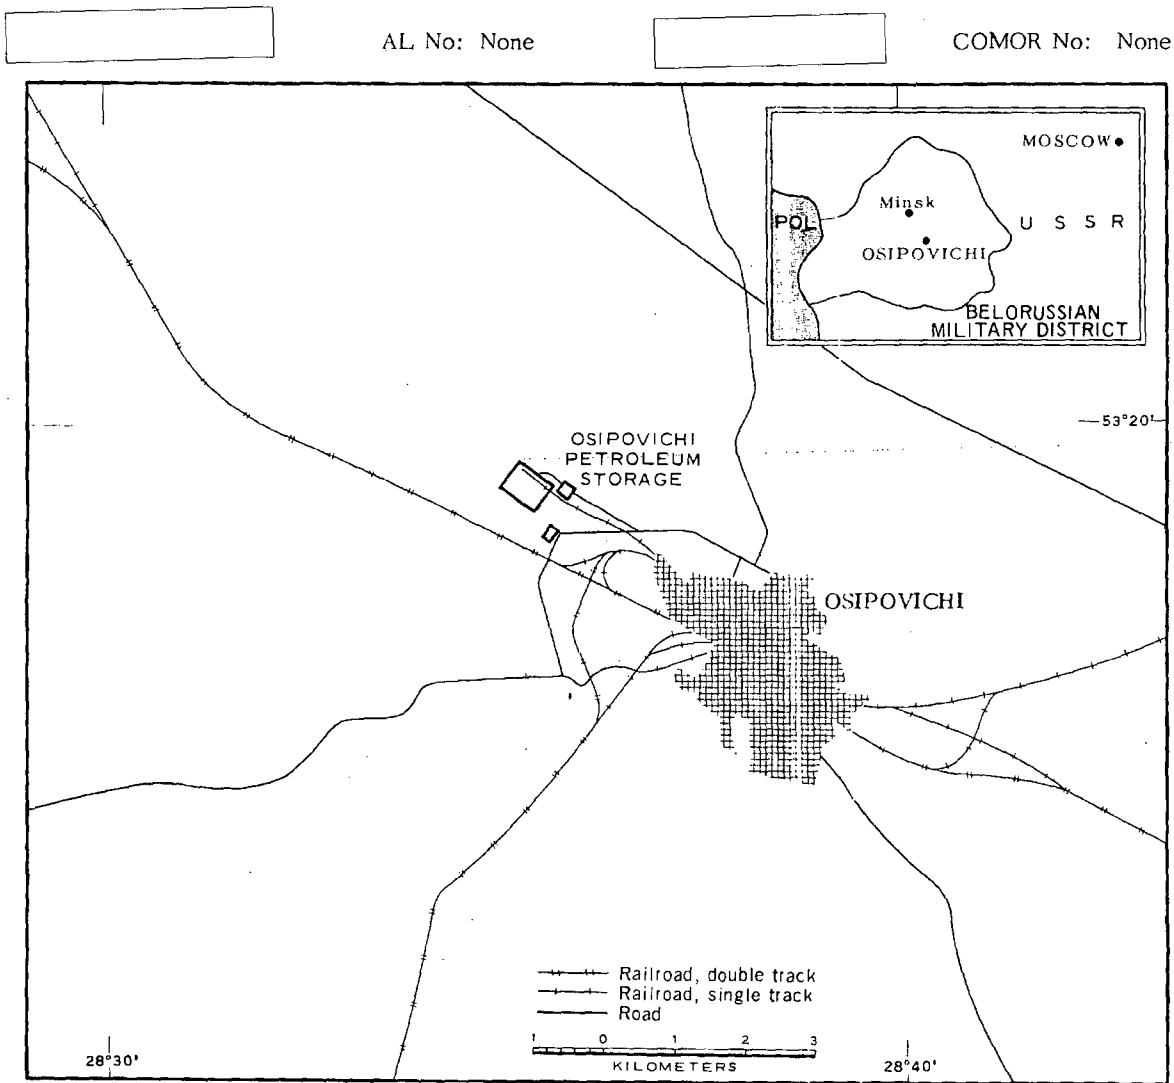 AL No: None
COMOR No: None
MOSCOW
Minsk
POL
U S S R
OSIPOVICHI
BELORUSSIAN
MILITARY DISTRICT
53°20'
OSIPOVICHI
PETROLEUM
STORAGE
OSIPOVICHI
Railroad, double track
Railroad, single track
Road
1 0 1 2 3
KILOMETERS
28°30'
28°40'